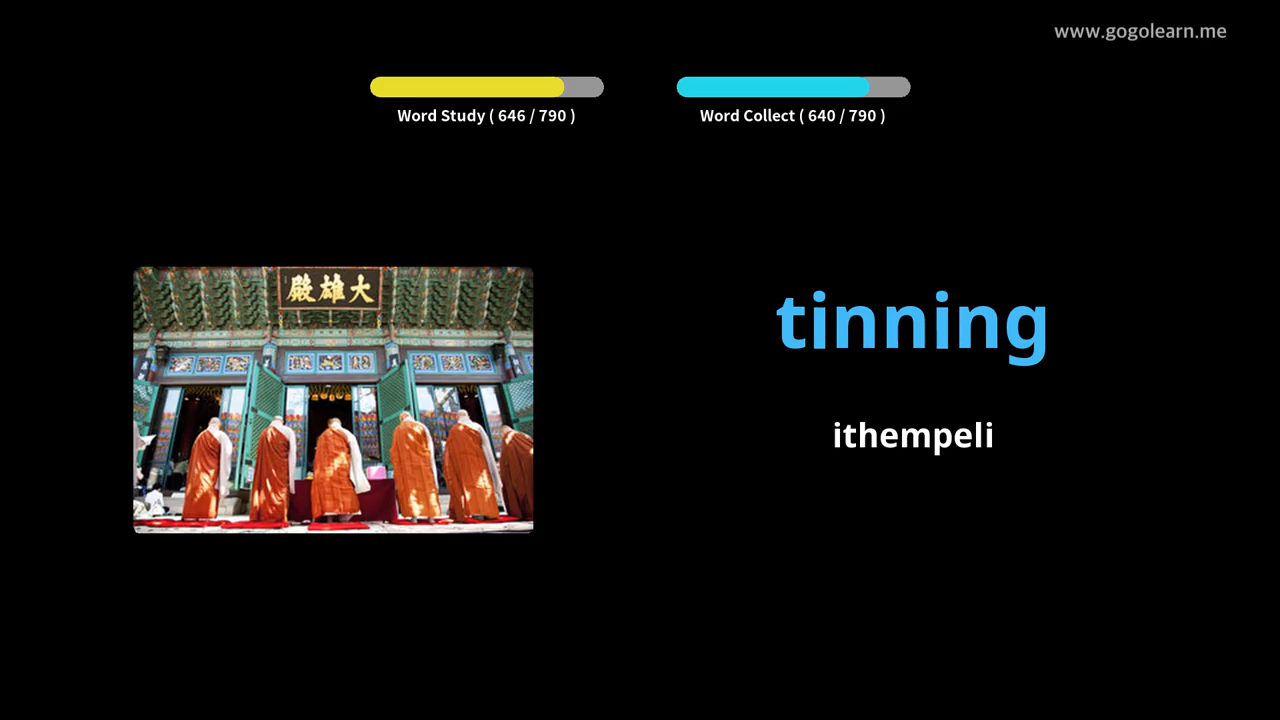 www.gogolearn.me
Word Study ( 646 / 790 )
Word Collect ( 640 / 790 )
殿雄大
tinning
ithempeli